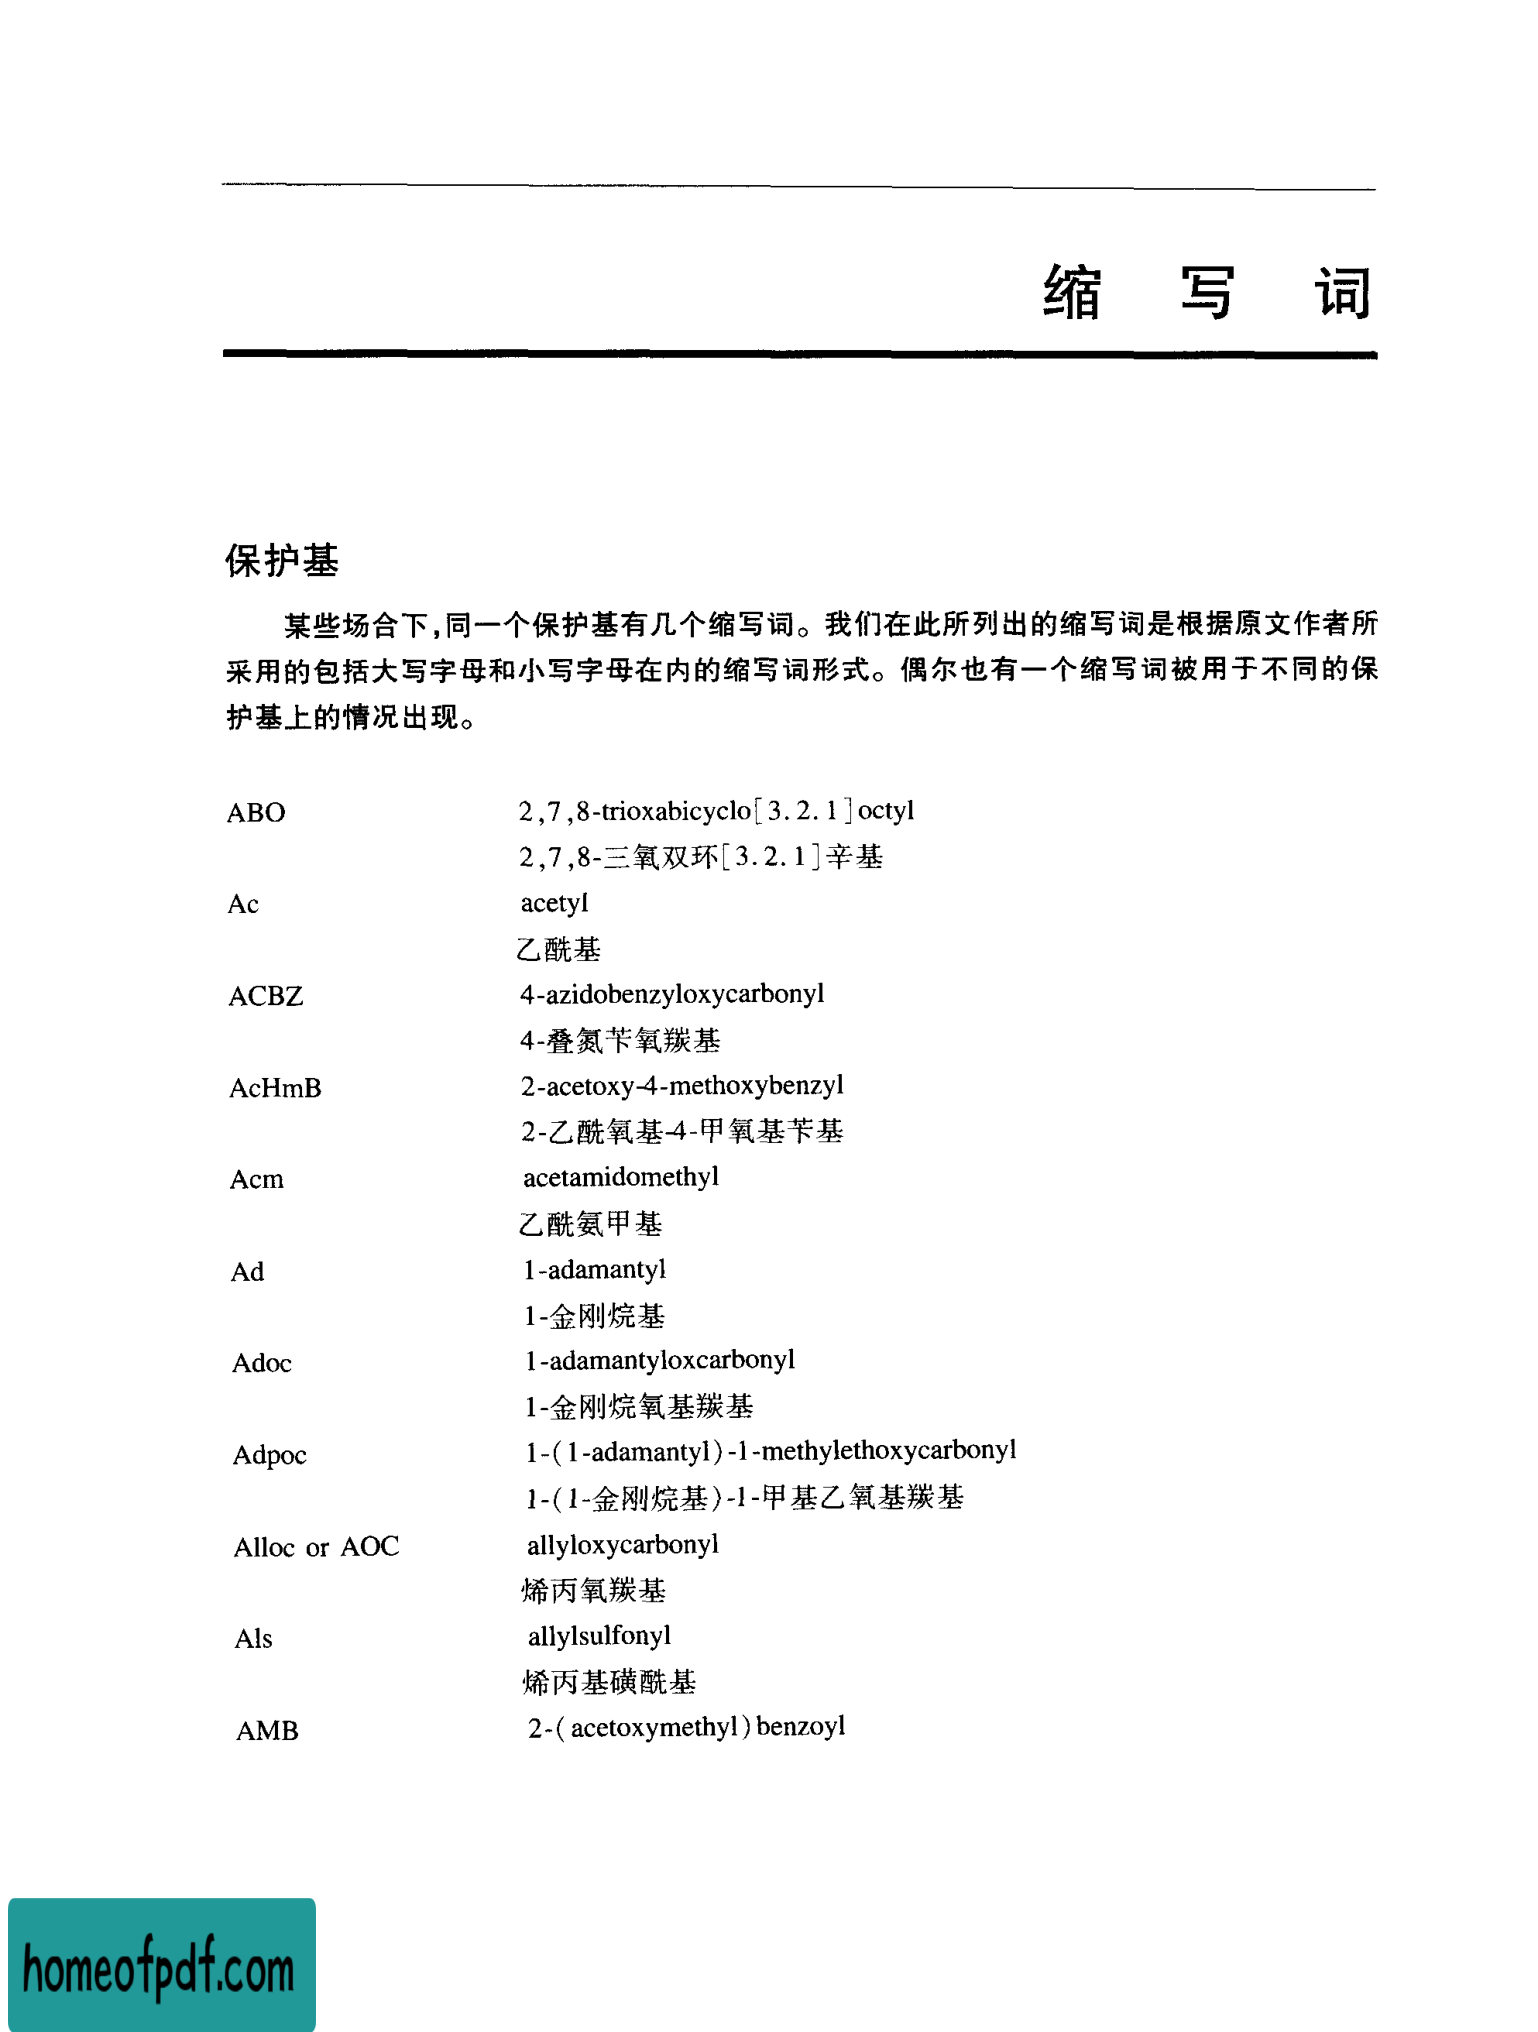 缩写词
保护基
某些场合下,同一个保护基有几个缩写词。我们在此所列出的缩写词是根据原文作者所
采用的包括大写字母和小写字母在内的缩写词形式。偶尔也有一个缩写词被用于不同的保
护基上的情况出现。
ABO 2,7,8-trioxabicyclo[3.2.1]octyl
2,7,8-三氧双环[3.2.1]辛基
Ac acetyl
乙酰基
ACBZ 4-azidobenzyloxycarbonyl
4-叠氮苄氧羰基
AcHmB 2-acetoxy-4-methoxybenzyl
2-乙酰氧基-4-甲氧基苄基
Acm acetamidomethyl
乙酰氨甲基
Ad 1-adamantyl
1-金刚烷基
Adoc 1-adamantyloxcarbonyl
1-金刚烷氧基羰基
Adpoc 1-(1-adamantyl)-1-methylethoxycarbonyl
1-(1-金刚烷基)-1-甲基乙氧基羰基
Alloc or AOC allyloxycarbonyl
烯丙氧羰基
Als allylsulfonyl
烯丙基磺酰基
AMB 2-(acetoxymethyl)benzoyl
homeofpdf.com